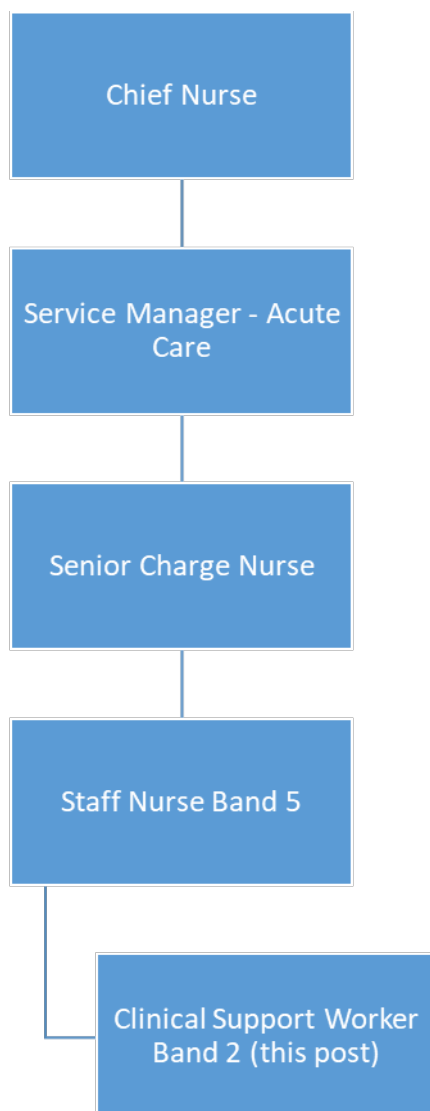 Chief Nurse
Service Manager - Acute
Care
Senior Charge Nurse
Staff Nurse Band 5
Clinical Support Worker
Band 2 (this post)